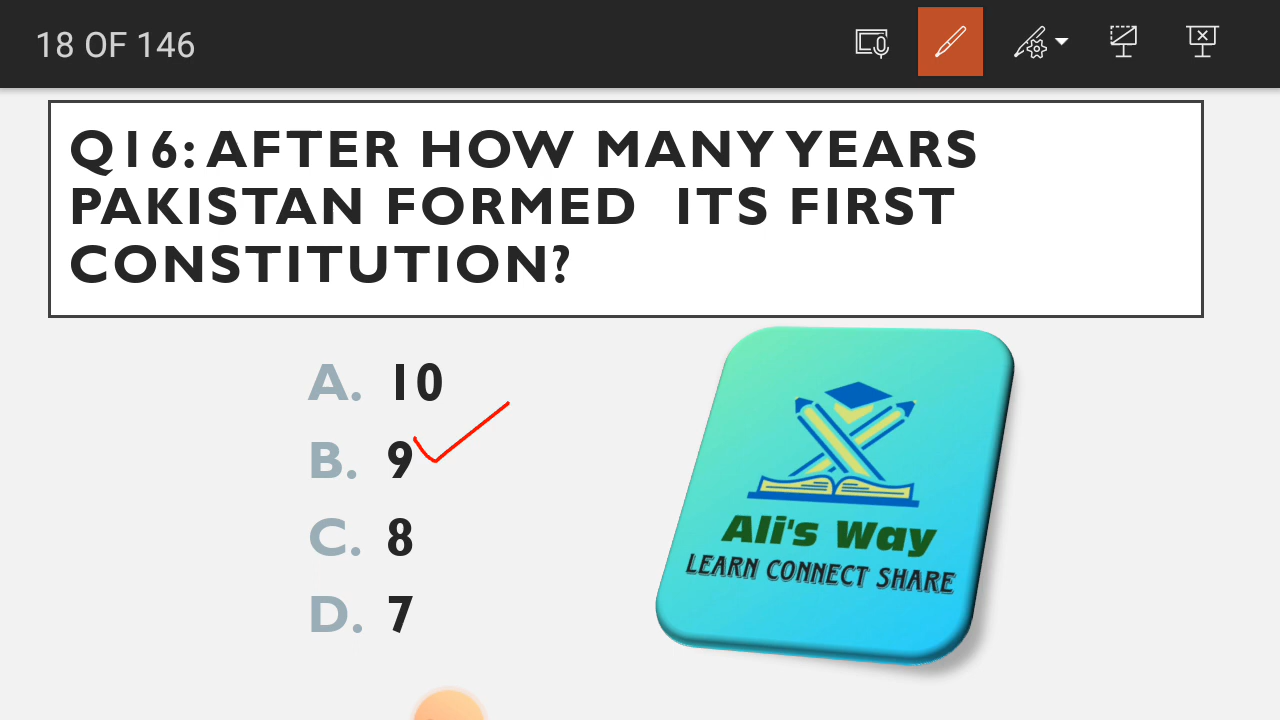 18 OF 146
Q16: AFTER HOW MANY YEARS
PAKISTAN FORMED ITS FIRST
CONSTITUTION?
A. 10
B. 9
C. 8
D. 7
Ali's Way
LEARN CONNECT SHARE